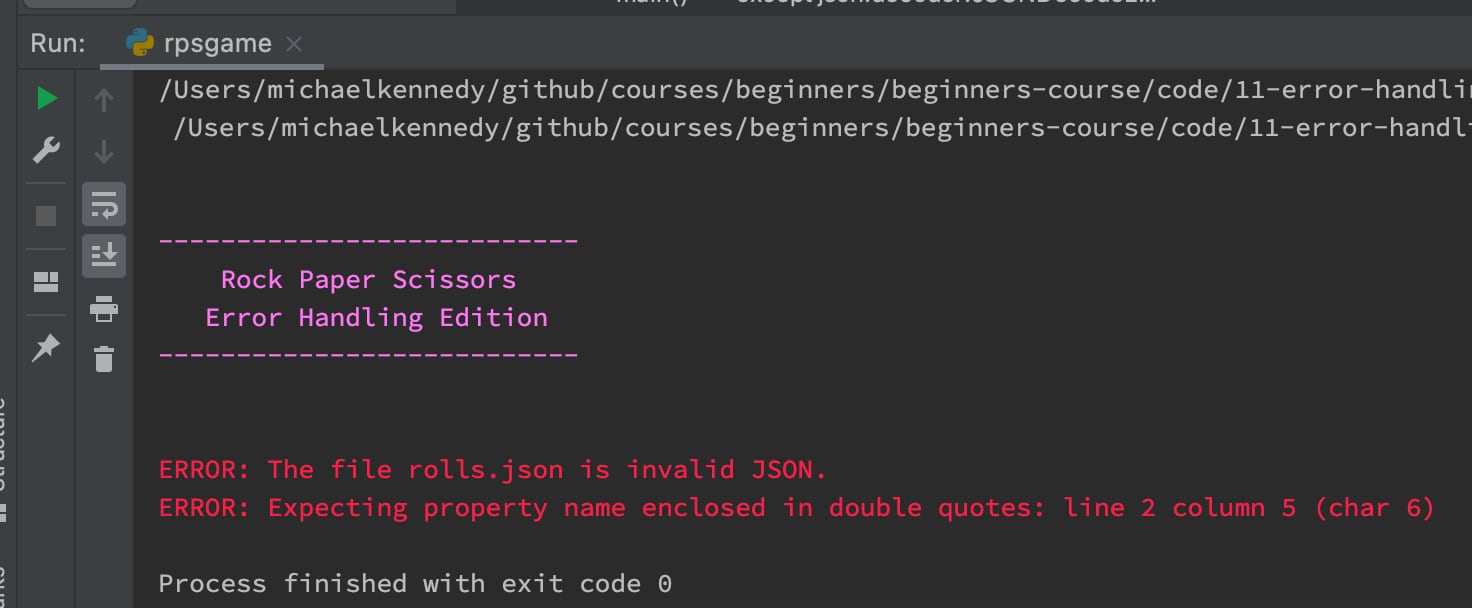 Run:
rpsgame
/Users/michaelkennedy/github/courses/beginners/beginners-course/code/11-error-handli
/Users/michaelkennedy/github/courses/beginners/beginners-course/code/11-error-handl
---------------------------
Rock Paper Scissors
Error Handling Edition
---------------------------
ERROR: The file rolls.json is invalid JSON.
ERROR: Expecting property name enclosed in double quotes: line 2 column 5 (char 6)
Process finished with exit code 0